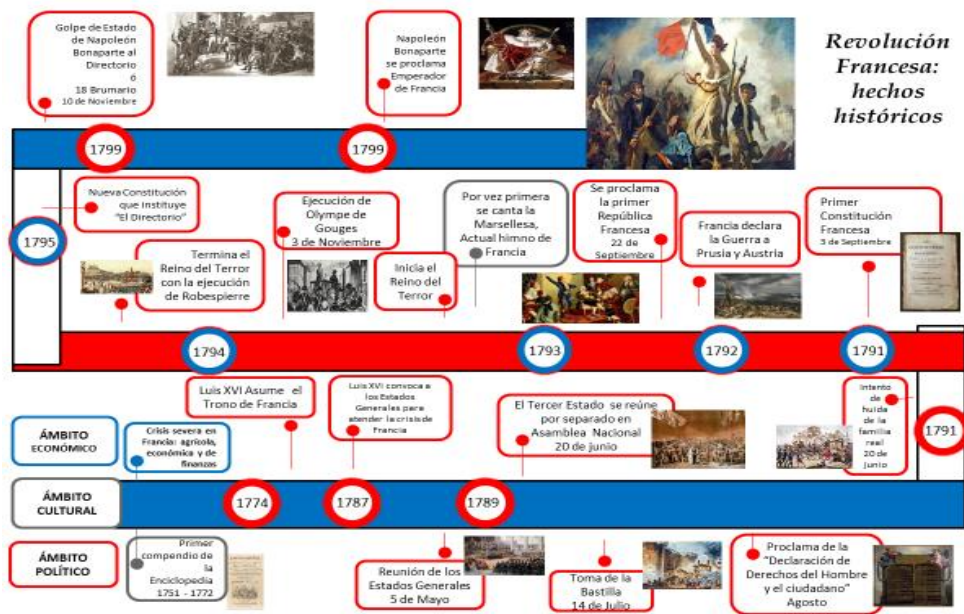 Revolución
Francesa:
hechos
históricos
Golpe de Estado
de Napoleón
Bonaparte al
Directorio
ó
18 Brumario
10 de Noviembre
Napoleón
Bonaparte
se proclama
Emperador
de Francia
1799
1799
1795
Nueva Constitución
que instituye
"El Directorio"
Termina el
Reino del Terror
con la ejecución
de Robespierre
Ejecución de
Olympe de
Gouges
3 de Noviembre
Inicia el
Reino del
Terror
Por vez primera
se canta la
Marsellesa,
Actual himno de
Francia
Se proclama
la primer
República
Francesa
22 de
Septiembre
Francia declara
la Guerra a
Prusia y Austria
Primer
Constitución
Francesa
3 de Septiembre
1794
1793
1792
1791
1791
Luis XVI Asume el
Trono de Francia
Luis XVI convoca a
los Estados
Generales para
atender la crisis de
Francia
El Tercer Estado se reúne
por separado en
Asamblea Nacional
20 de junio
Intento
de
huida
de la
familia
real
20 de
junio
ÁMBITO
ECONÓMICO
Crisis severa en
Francia: agrícola,
económica y de
finanzas
ÁMBITO
CULTURAL
1774
1787
1789
ÁMBITO
POLÍTICO
Primer
compendio de
la
Enciclopedia
1751 - 1772
Reunión de los
Estados Generales
5 de Mayo
Toma de la
Bastilla
14 de Julio
Proclama de la
"Declaración de
Derechos del Hombre
y el ciudadano"
Agosto